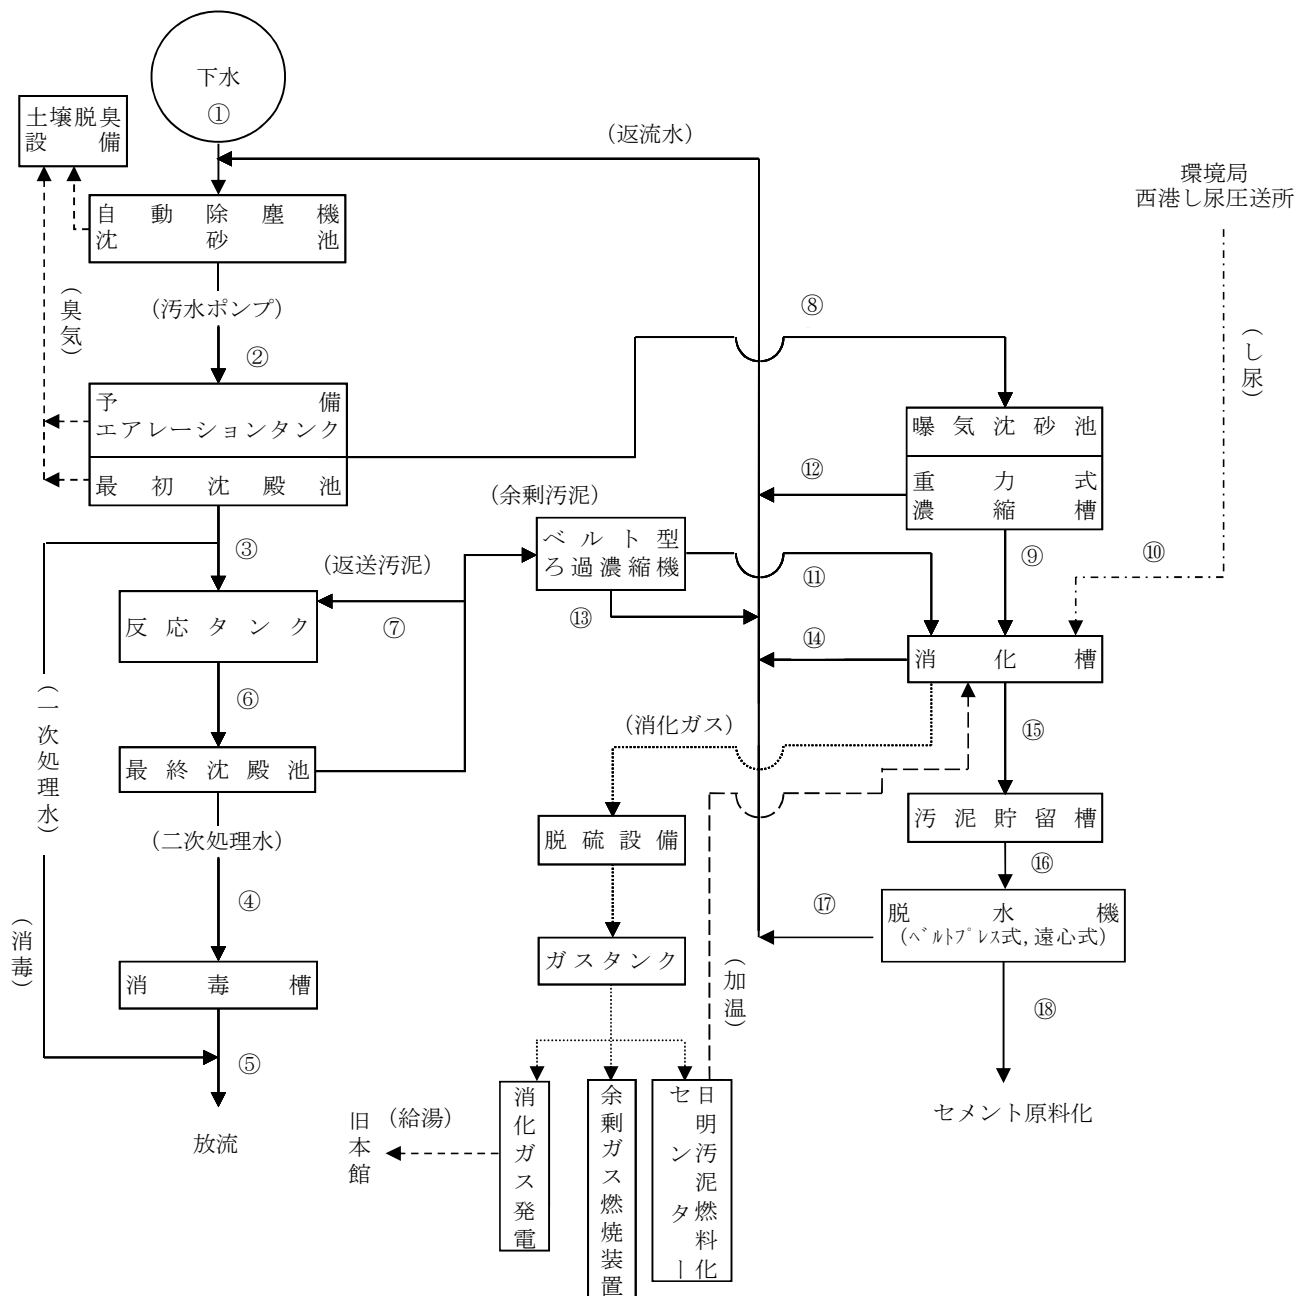 下水
①
土壌脱臭
設備
(返流水)
環境局
西港し尿圧送所
自動除塵機
沈砂池
(臭気)
(汚水ポンプ)
②
⑧
(し尿)
予備
エアレーションタンク
最初沈殿池
曝気沈砂池
重力式
濃縮槽
⑫
(余剰汚泥)
ベルト型
ろ過濃縮機
③
(返送汚泥)
⑨
⑩
⑪
⑬
反応タンク
⑦
⑭
消化槽
⑥
(一次処理水)
(消化ガス)
⑮
最終沈殿池
汚泥貯留槽
(二次処理水)
脱硫設備
⑯
④
⑰
脱水機
(ベルトプレス式,遠心式)
(消毒)
ガスタンク
(加温)
消毒槽
⑱
⑤
放流
旧本館
(給湯)
消化ガス発電
余剰ガス燃焼装置
日明汚泥燃料化
センター
セメント原料化